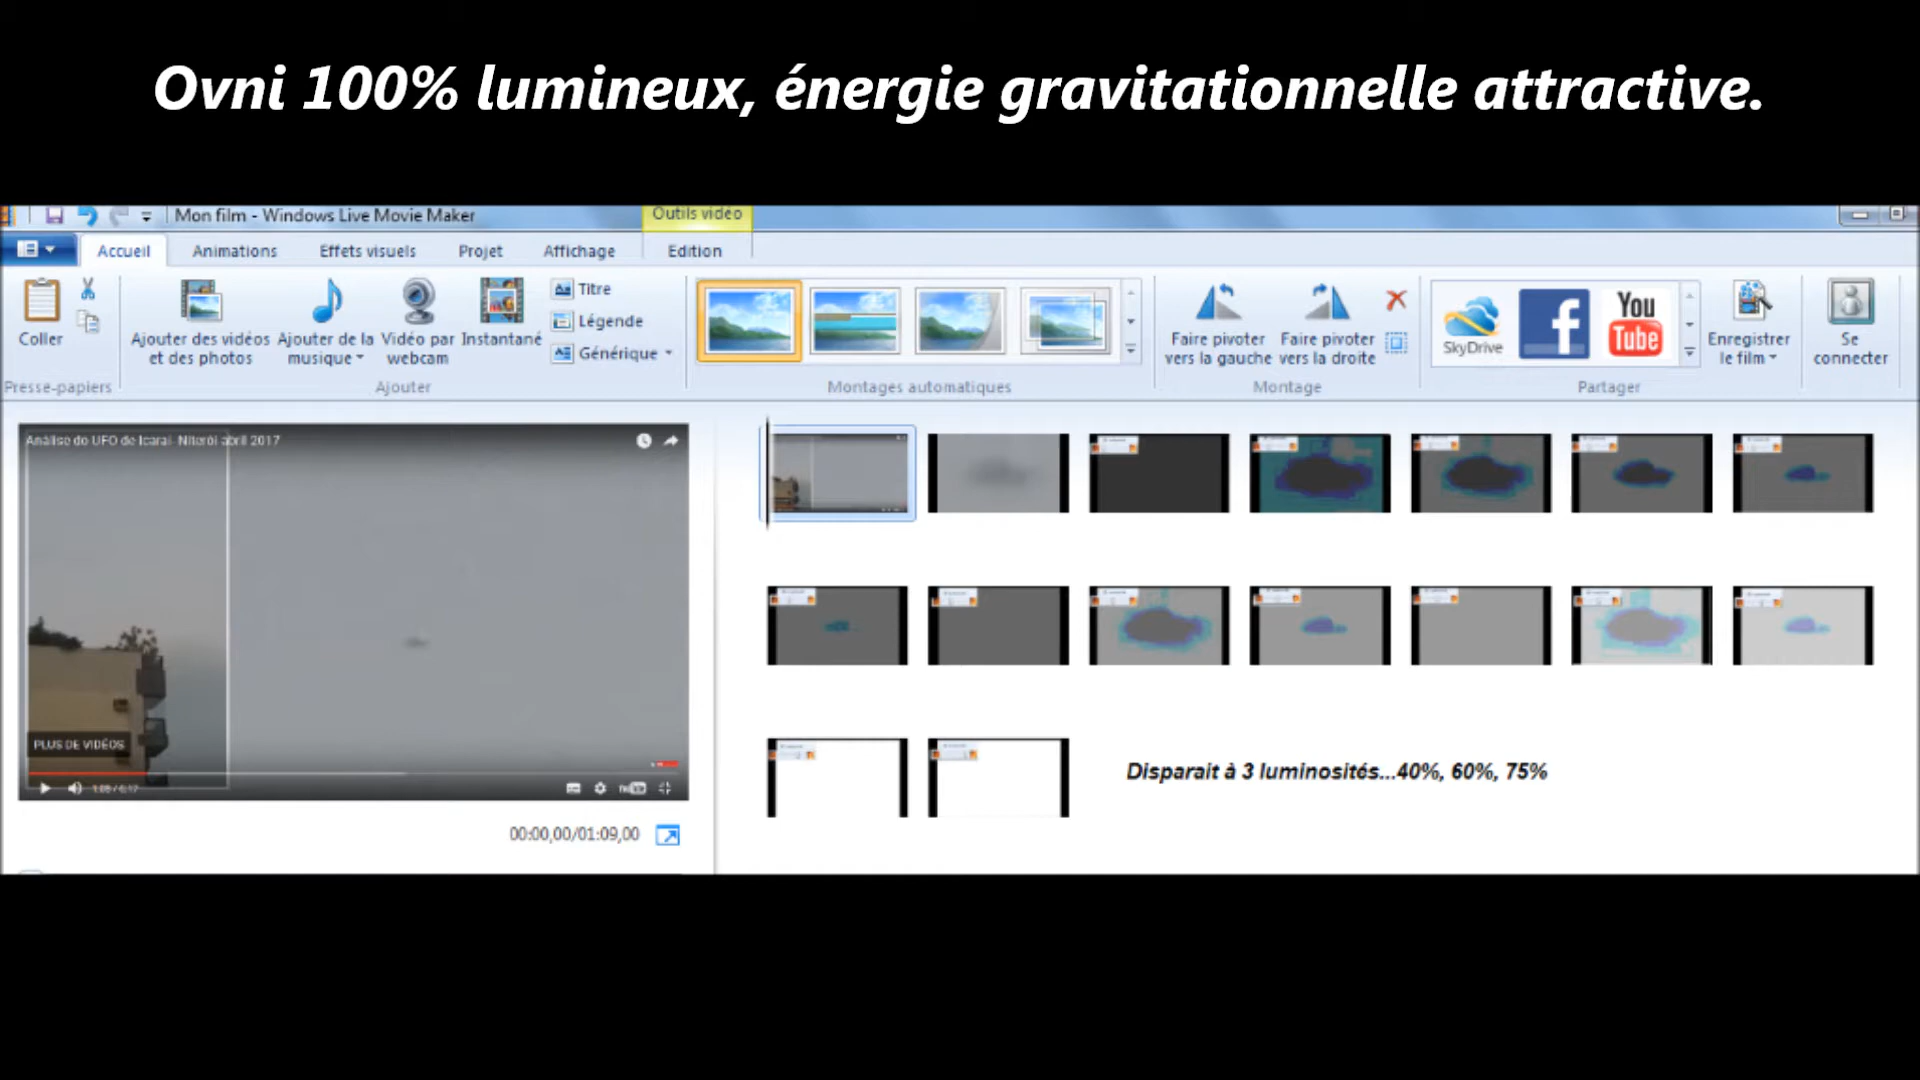 Ovni 100% lumineux, énergie gravitationnelle attractive.
Mon film - Windows Live Movie Maker
Outils vidéo
Accueil
Animations
Effets visuels
Projet
Affichage
Edition
Coller
Presse-papiers
Ajouter des vidéos
et des photos
Ajouter de la
musique
Vidéo par
webcam
Instantané
Titre
Légende
Générique
Ajouter
Montages automatiques
Faire pivoter
vers la gauche
Faire pivoter
vers la droite
Montage
SkyDrive
f
You
Tube
Partager
Enregistrer
le film
Se
connecter
Análise do UFO de Icaraí- Niterói abril 2017
PLUS DE VIDÉOS
00:00,00/01:09,00
Disparait à 3 luminosités...40%, 60%, 75%